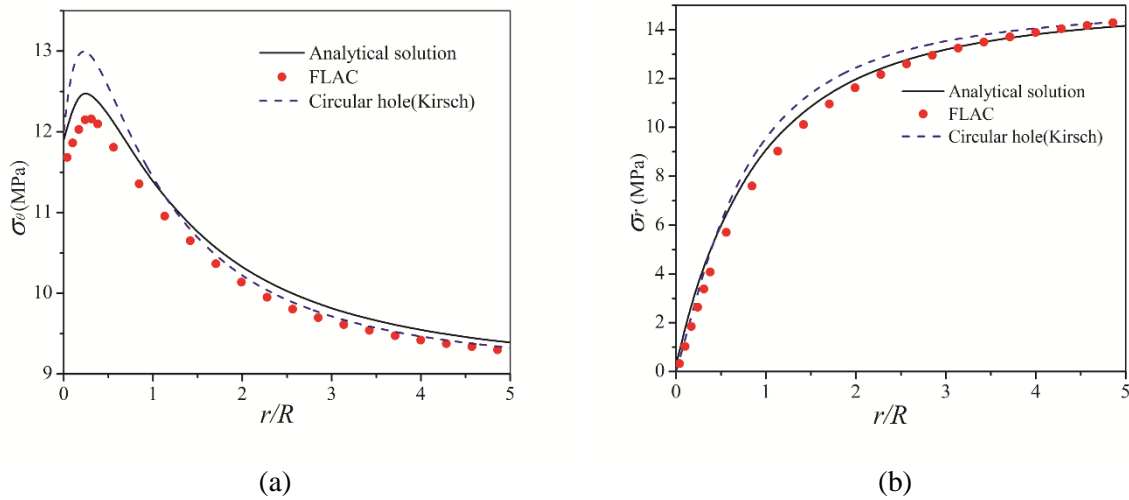 13
12
11
10
9
σθ(MPa)
Analytical solution
FLAC
Circular hole(Kirsch)
0
1
2
3
4
5
r/R
(a)
14
12
10
8
6
4
2
0
σr (MPa)
Analytical solution
FLAC
Circular hole(Kirsch)
0
1
2
3
4
5
r/R
(b)